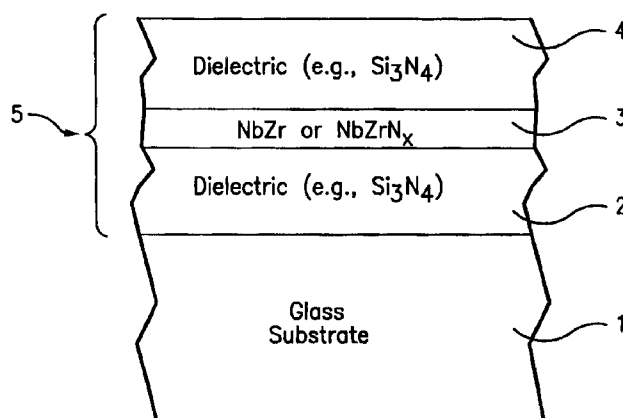 4
Dielectric (e.g., Si3N4)
5
3
NbZr or NbZrNx
Dielectric (e.g., Si3N4)
2
Glass
Substrate
1